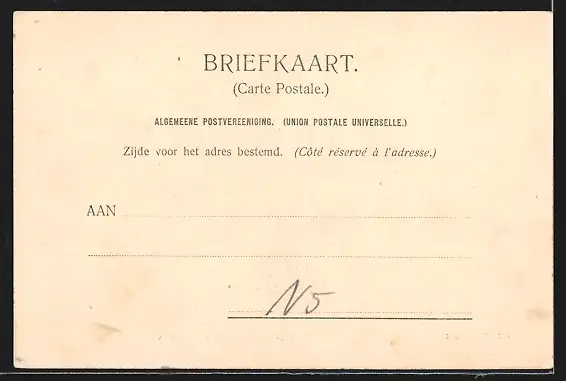 BRIEFKAART.
(Carte Postale.)
ALGEMEENE POSTVEREENIGING. (UNION POSTALE UNIVERSELLE.)
Zijde voor het adres bestemd. (Côté réservé à l'adresse.)
AAN
N5